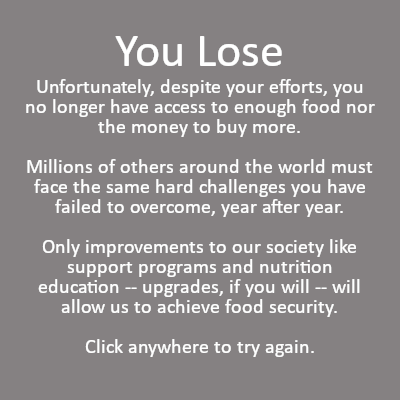 You Lose
Unfortunately, despite your efforts, you
no longer have access to enough food nor
the money to buy more.
Millions of others around the world must
face the same hard challenges you have
failed to overcome, year after year.
Only improvements to our society like
support programs and nutrition
education -- upgrades, if you will -- will
allow us to achieve food security.
Click anywhere to try again.